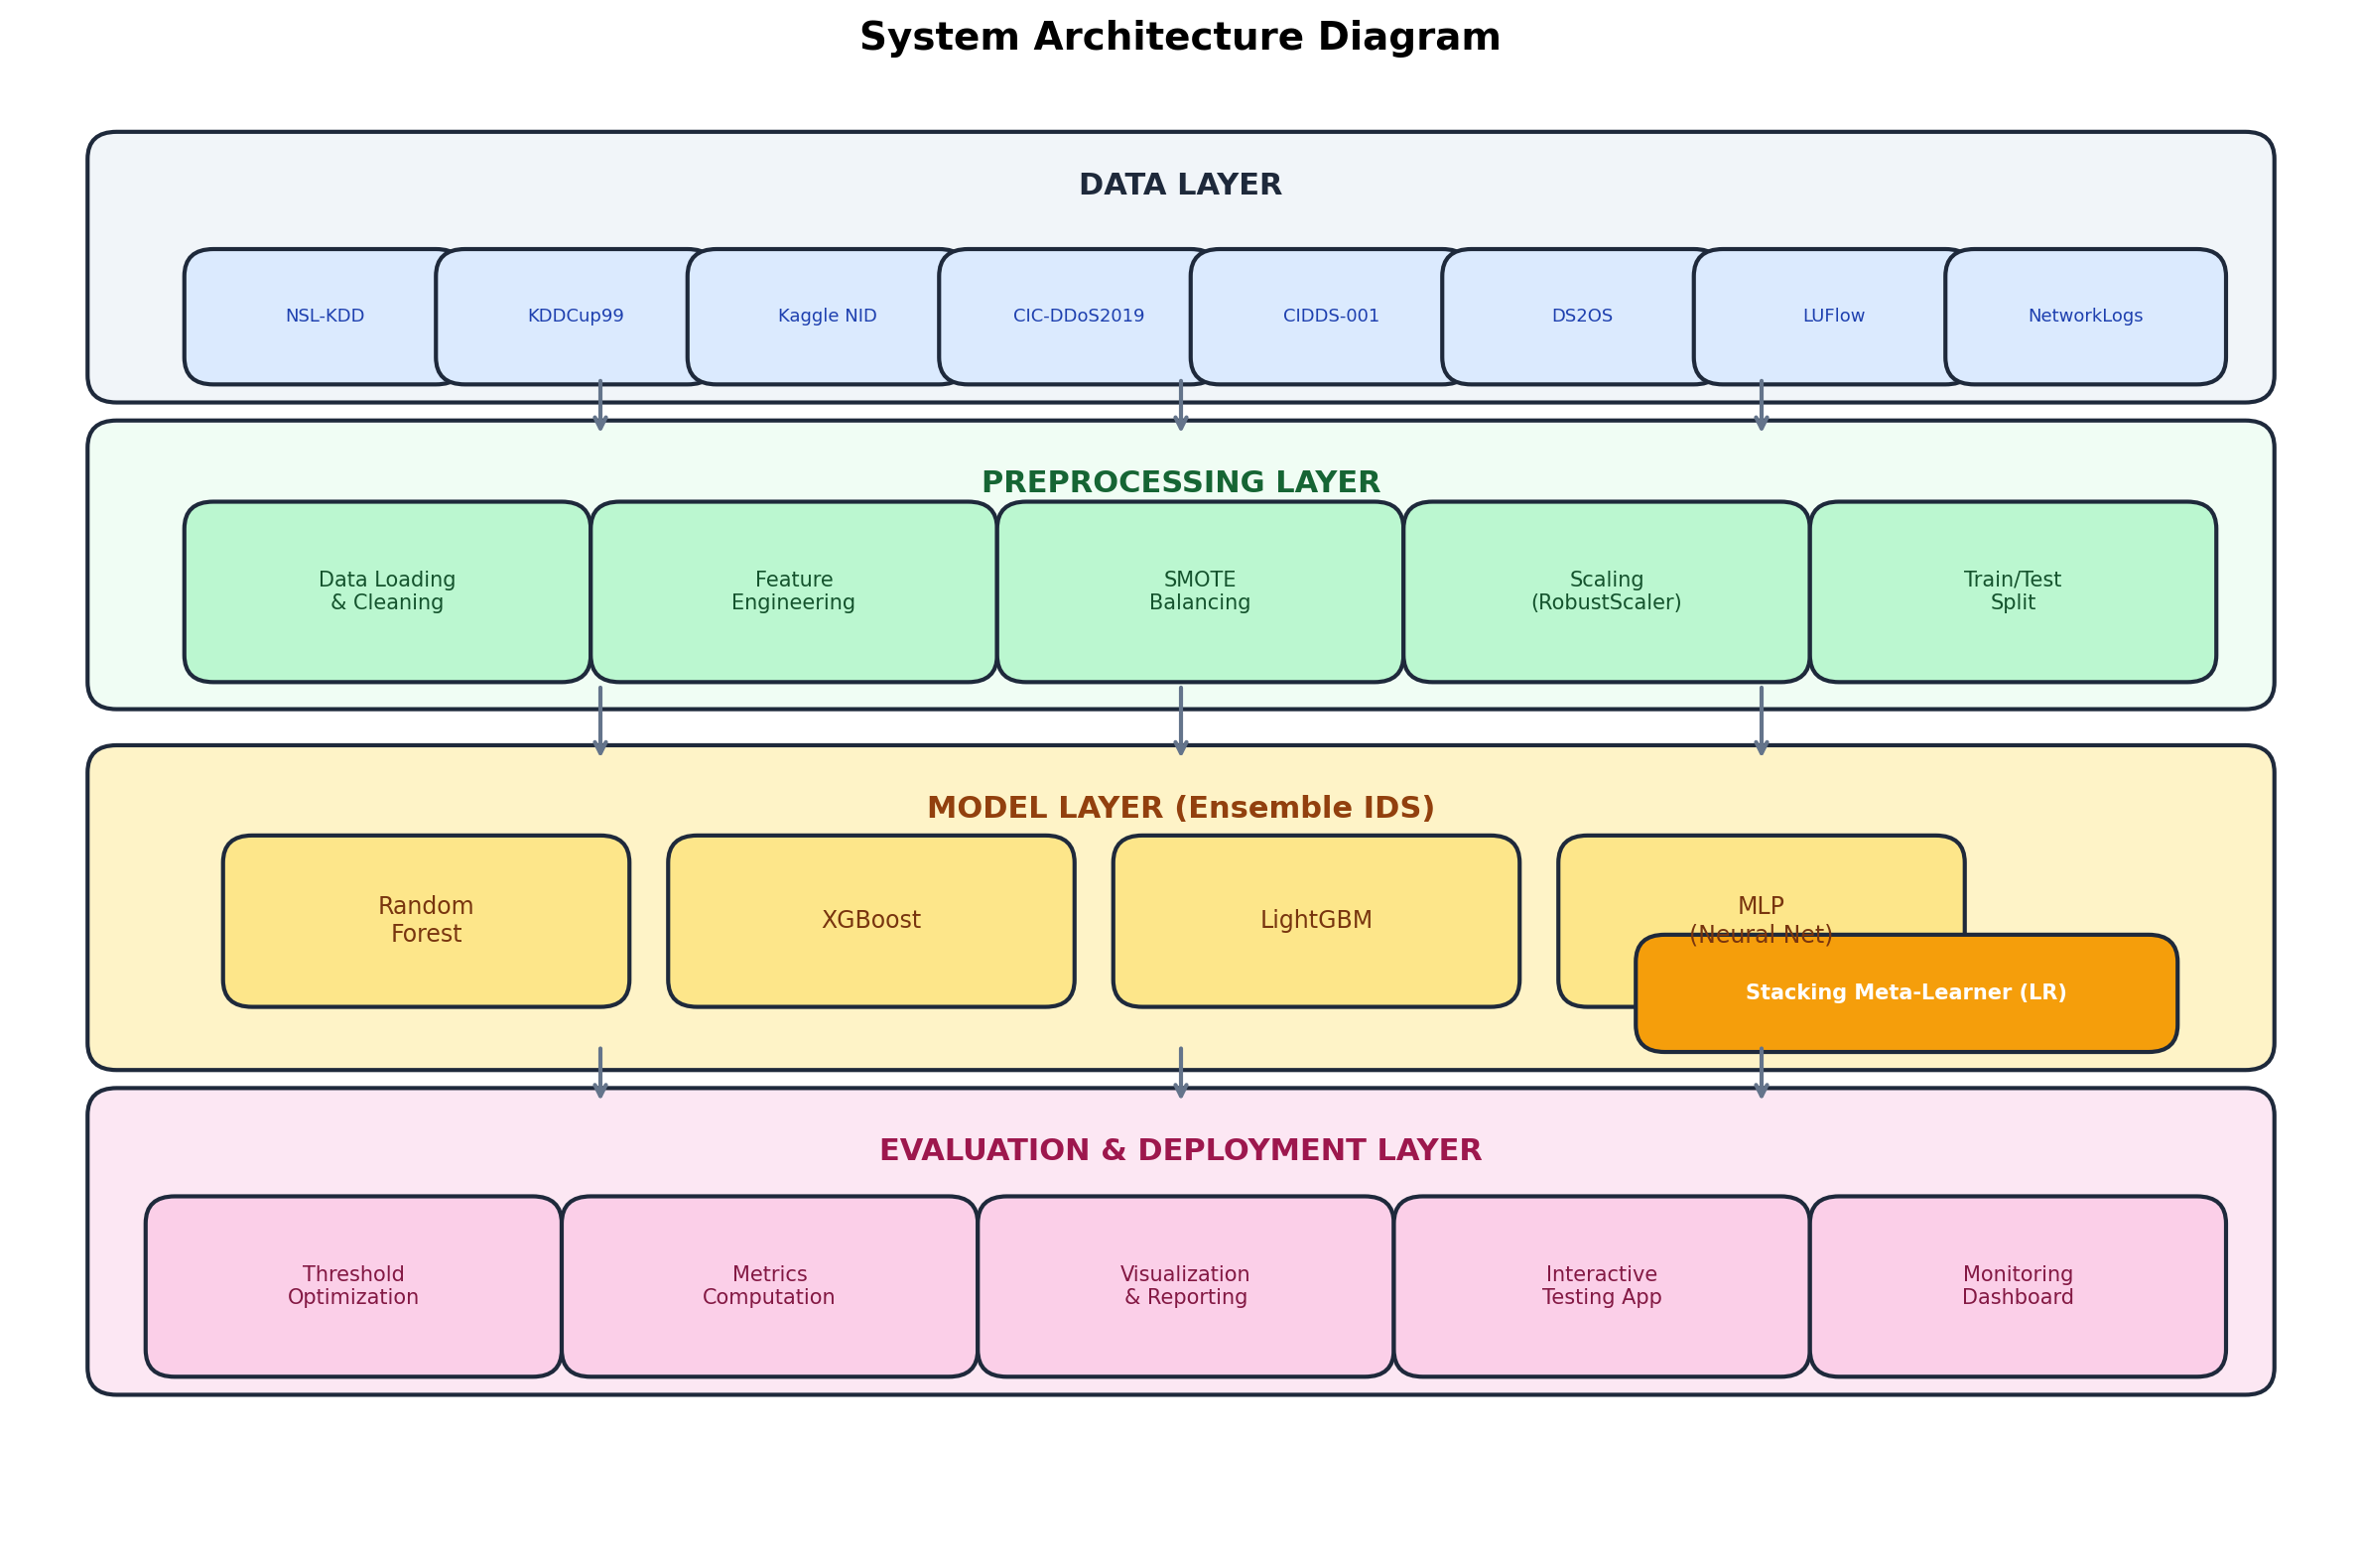 System Architecture Diagram
DATA LAYER
NSL-KDD
KDDCup99
Kaggle NID
CIC-DDoS2019
CIDDS-001
DS2OS
LUFlow
NetworkLogs
PREPROCESSING LAYER
Data Loading
& Cleaning
Feature
Engineering
SMOTE
Balancing
Scaling
(RobustScaler)
Train/Test
Split
MODEL LAYER (Ensemble IDS)
Random
Forest
XGBoost
LightGBM
MLP
(Neural Net)
Stacking Meta-Learner (LR)
EVALUATION & DEPLOYMENT LAYER
Threshold
Optimization
Metrics
Computation
Visualization
& Reporting
Interactive
Testing App
Monitoring
Dashboard